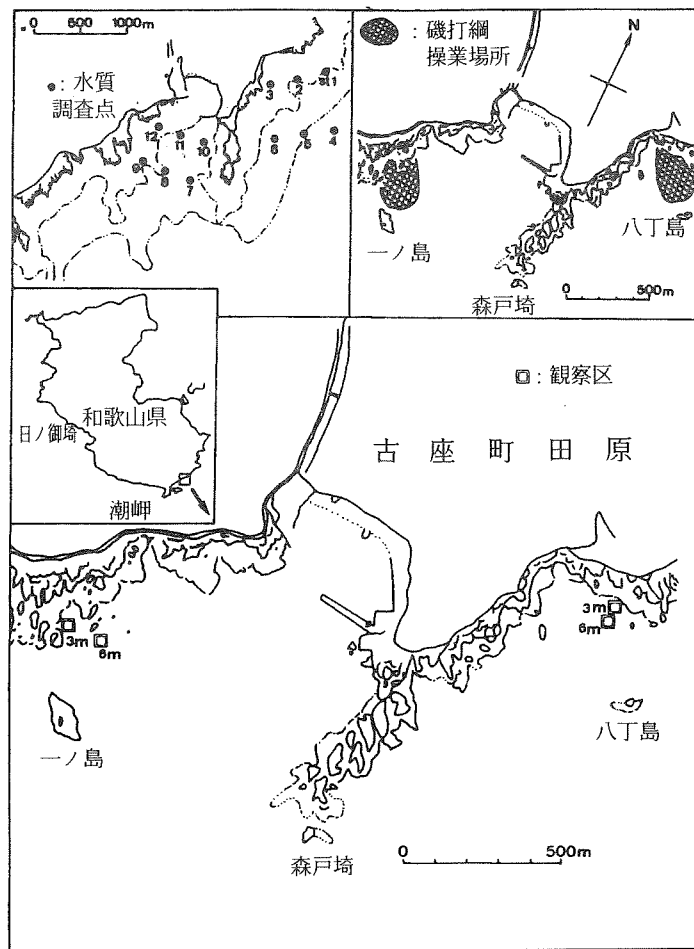 0 500 1000m
●：水質
調査点
3
2
st1
12
11
10
6
5
4
9
8
7
：磯打網
操業場所
N
一ノ島
八丁島
森戸埼
0 500m
和歌山県
日ノ御埼
潮岬
：観察区
古座町田原
3m
6m
3m
6m
一ノ島
八丁島
森戸埼
0 500m